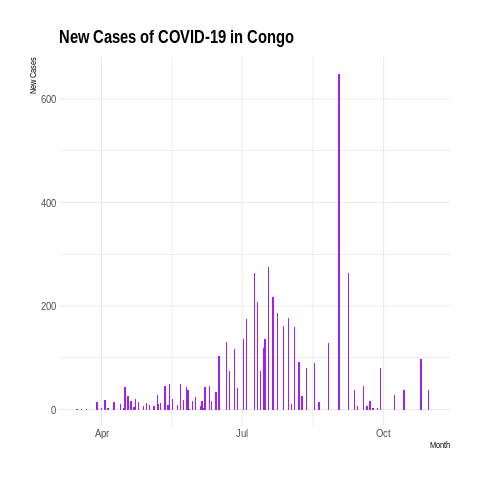 New Cases of COVID-19 in Congo
New Cases
600
400
200
0
Apr
Jul
Oct
Month